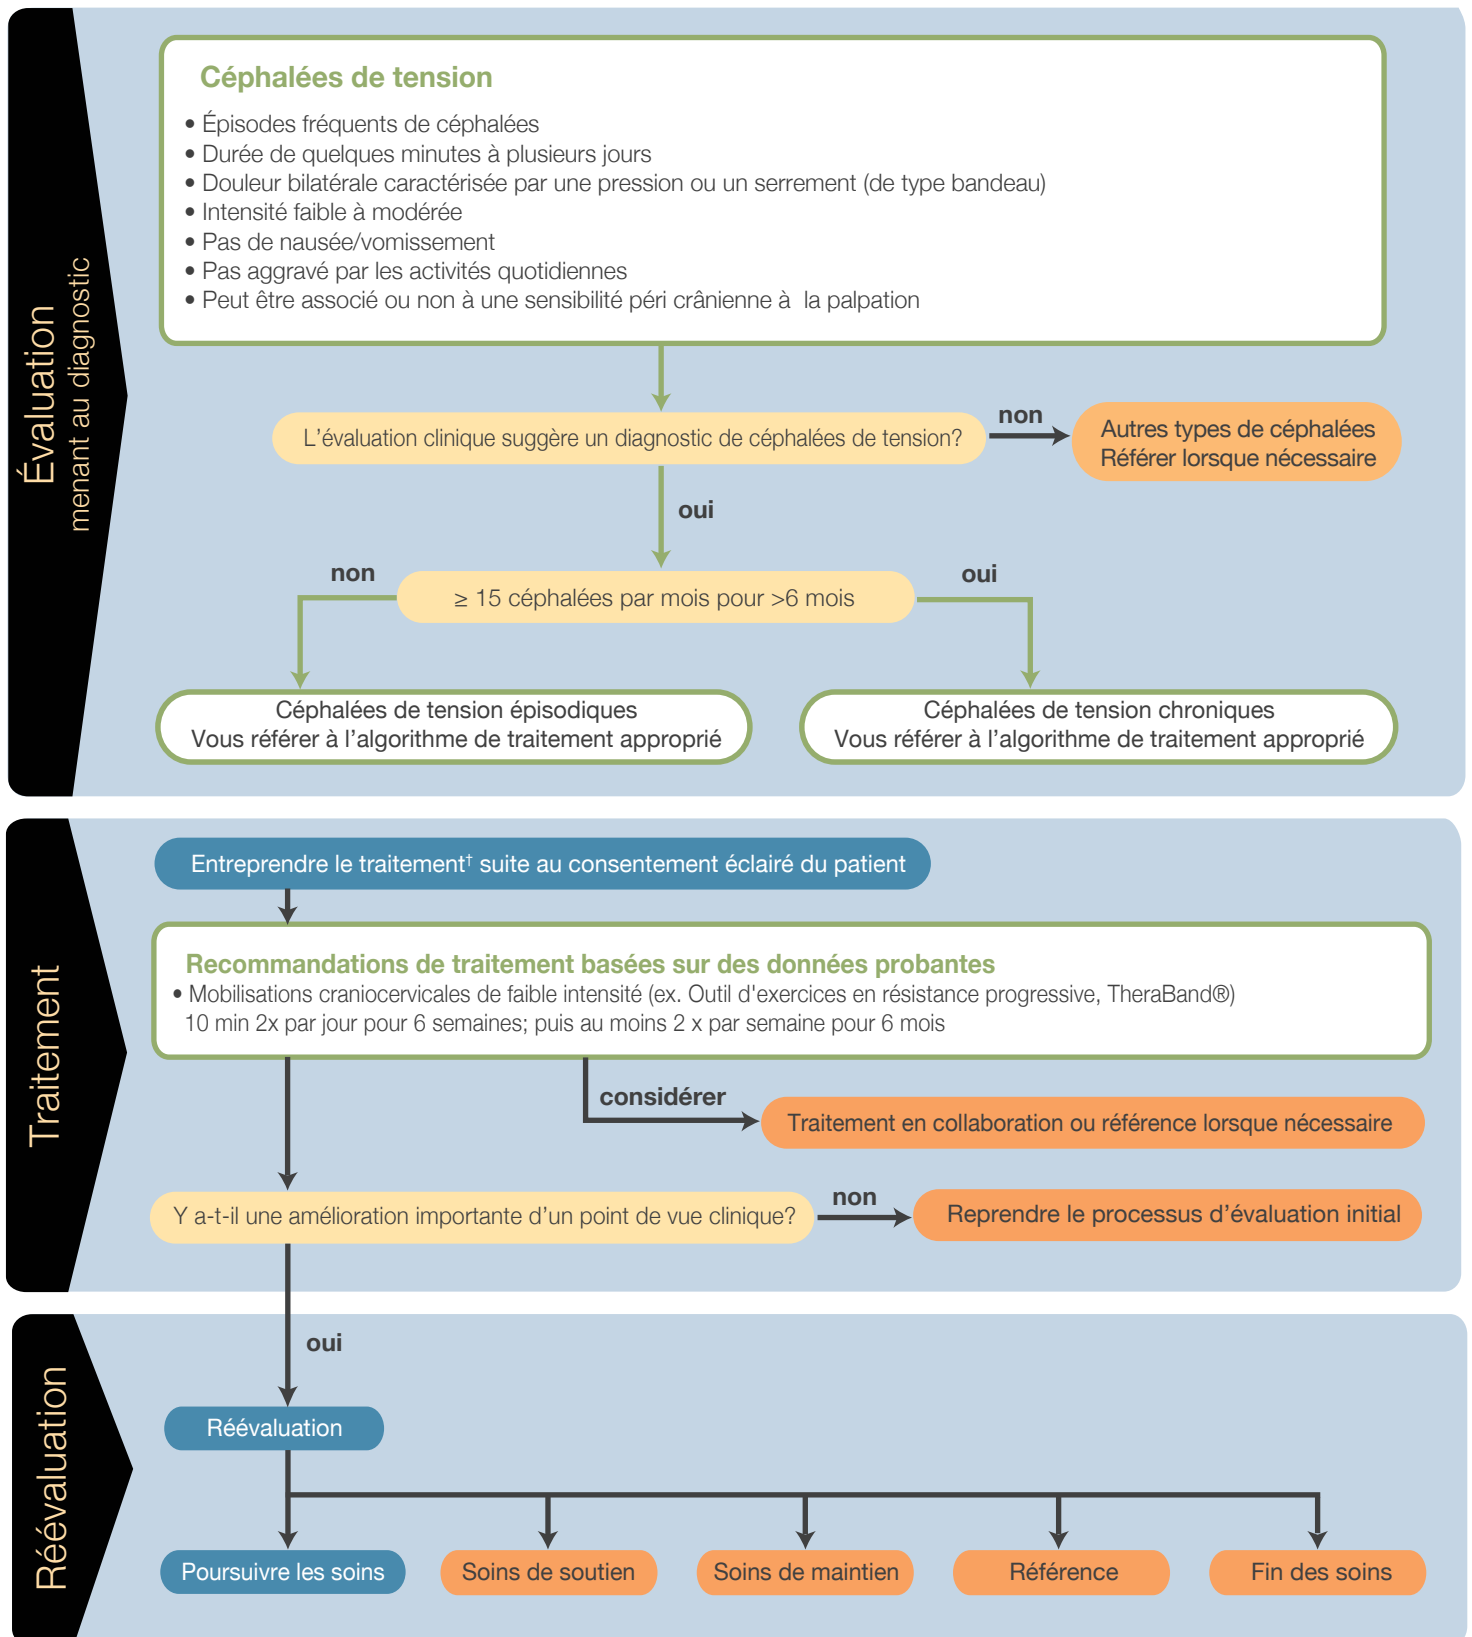 Évaluation
menant au diagnostic
Céphalées de tension
• Épisodes fréquents de céphalées
• Durée de quelques minutes à plusieurs jours
• Douleur bilatérale caractérisée par une pression ou un serrement (de type bandeau)
• Intensité faible à modérée
• Pas de nausée/vomissement
• Pas aggravé par les activités quotidiennes
• Peut être associé ou non à une sensibilité péri crânienne à la palpation
L'évaluation clinique suggère un diagnostic de céphalées de tension?
non
Autres types de céphalées
Référer lorsque nécessaire
oui
non
≥ 15 céphalées par mois pour >6 mois
oui
Céphalées de tension épisodiques
Vous référer à l'algorithme de traitement approprié
Céphalées de tension chroniques
Vous référer à l'algorithme de traitement approprié
Traitement
Entreprendre le traitement† suite au consentement éclairé du patient
Recommandations de traitement basées sur des données probantes
• Mobilisations craniocervicales de faible intensité (ex. Outil d'exercices en résistance progressive, TheraBand®)
10 min 2x par jour pour 6 semaines; puis au moins 2 x par semaine pour 6 mois
considérer
Traitement en collaboration ou référence lorsque nécessaire
Y a-t-il une amélioration importante d'un point de vue clinique?
non
Reprendre le processus d'évaluation initial
oui
Réévaluation
Réévaluation
Poursuivre les soins
Soins de soutien
Soins de maintien
Référence
Fin des soins